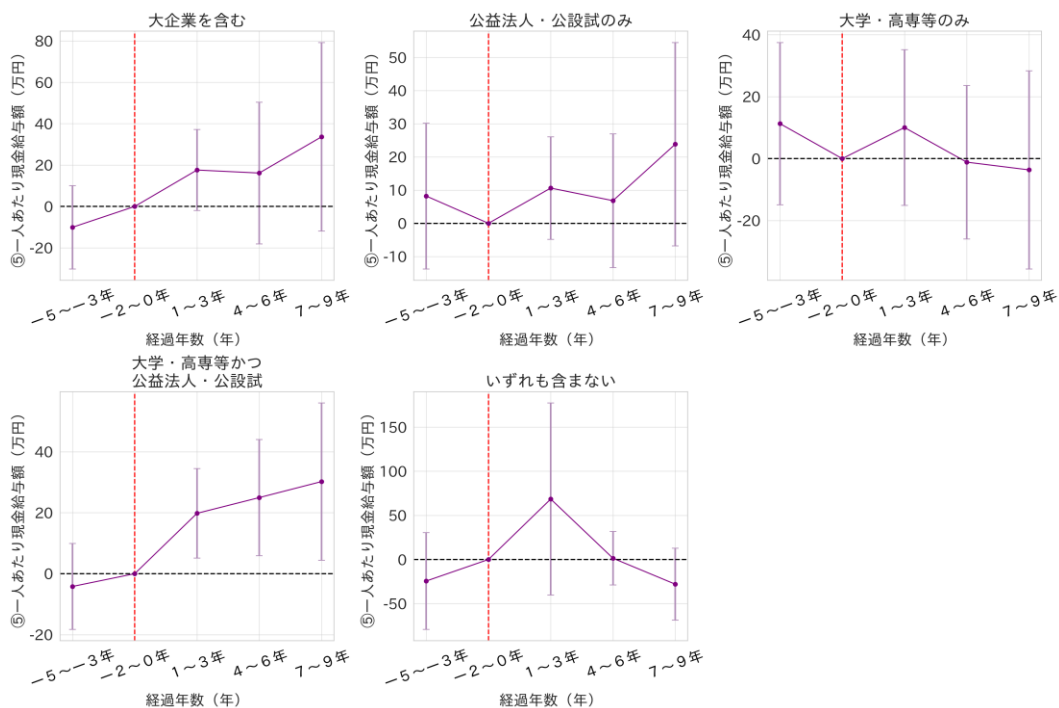 大企業を含む
⑤一人あたり現金給与額（万円）
80
60
40
20
0
-20
－5～－3年
－2～0年
1～3年
4～6年
7～9年
経過年数（年）
公益法人・公設試のみ
⑤一人あたり現金給与額（万円）
50
40
30
20
10
0
-10
－5～－3年
－2～0年
1～3年
4～6年
7～9年
経過年数（年）
大学・高専等のみ
⑤一人あたり現金給与額（万円）
40
20
0
-20
－5～－3年
－2～0年
1～3年
4～6年
7～9年
経過年数（年）
大学・高専等かつ
公益法人・公設試
⑤一人あたり現金給与額（万円）
40
20
0
-20
－5～－3年
－2～0年
1～3年
4～6年
7～9年
経過年数（年）
いずれも含まない
⑤一人あたり現金給与額（万円）
150
100
50
0
-50
－5～－3年
－2～0年
1～3年
4～6年
7～9年
経過年数（年）